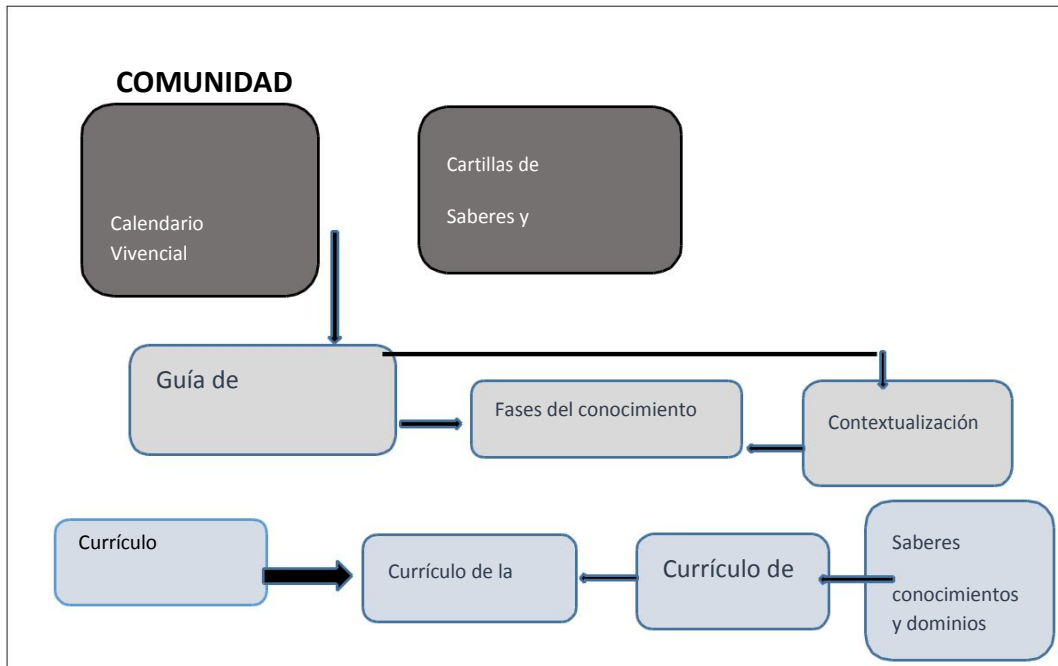 COMUNIDAD
Calendario
Vivencial
Cartillas de
Saberes y
Guía de
Fases del conocimiento
Contextualización
Currículo
Currículo de la
Currículo de
Saberes
conocimientos
y dominios